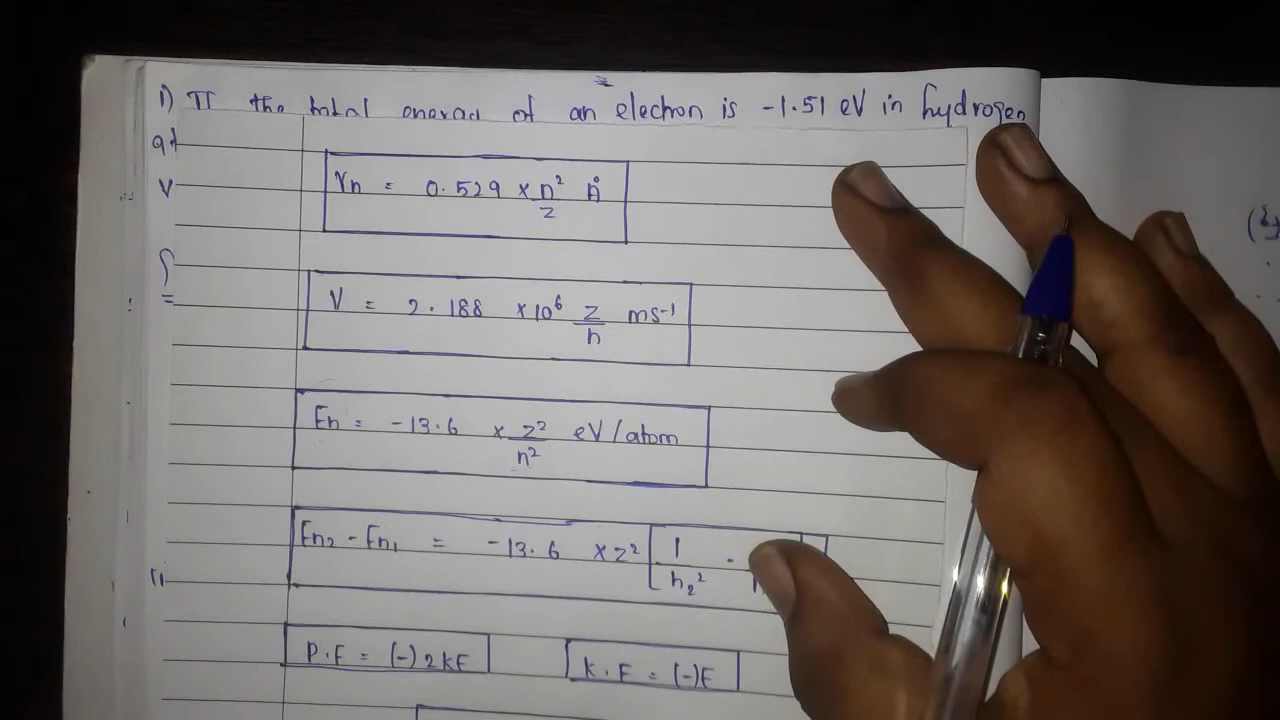 1) If the total energy of an electron is -1.51 eV in hydrogen
rn = 0.529 × n²/z Å
V
V = 2.188 × 10⁶ z/n ms⁻¹
En = -13.6 × z²/n² eV/atom
En₂ - En₁ = -13.6 × z² [1/n₂² -
P.E = (-)2KE K.E = (-)E